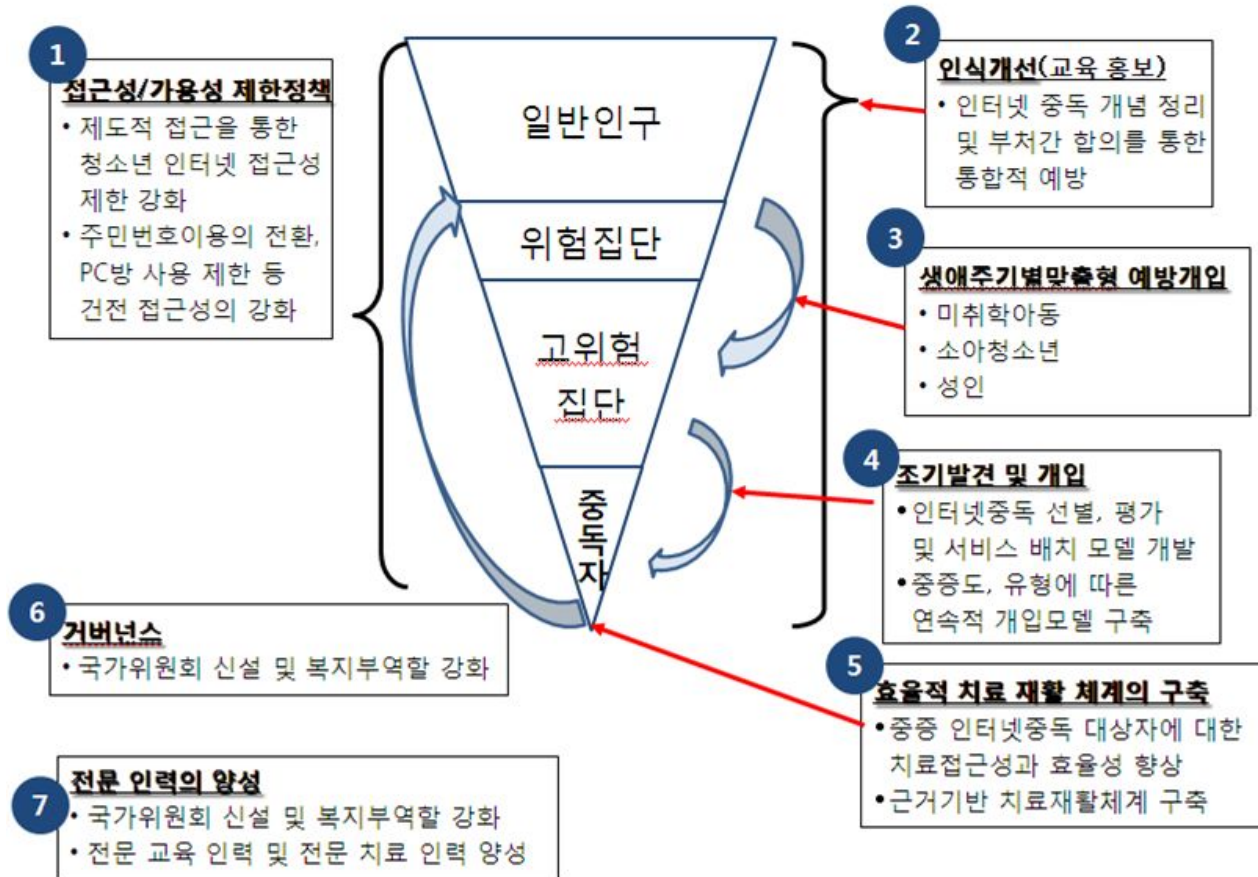 1
접근성/가용성 제한정책
• 제도적 접근을 통한
청소년 인터넷 접근성
제한 강화
• 주민번호이용의 전환,
PC방 사용 제한 등
건전 접근성의 강화
일반인구
위험집단
고위험
집단
중독자
2
인식개선(교육 홍보)
• 인터넷 중독 개념 정리
및 부처간 합의를 통한
통합적 예방
3
생애주기별맞춤형 예방개입
• 미취학아동
• 소아청소년
• 성인
4
조기발견 및 개입
•인터넷중독 선별, 평가
및 서비스 배치 모델 개발
•중증도, 유형에 따른
연속적 개입모델 구축
5
효율적 치료 재활 체계의 구축
•중증 인터넷중독 대상자에 대한
치료접근성과 효율성 향상
•근거기반 치료재활체계 구축
6
거버넌스
• 국가위원회 신설 및 복지부역할 강화
7
전문 인력의 양성
• 국가위원회 신설 및 복지부역할 강화
• 전문 교육 인력 및 전문 치료 인력 양성